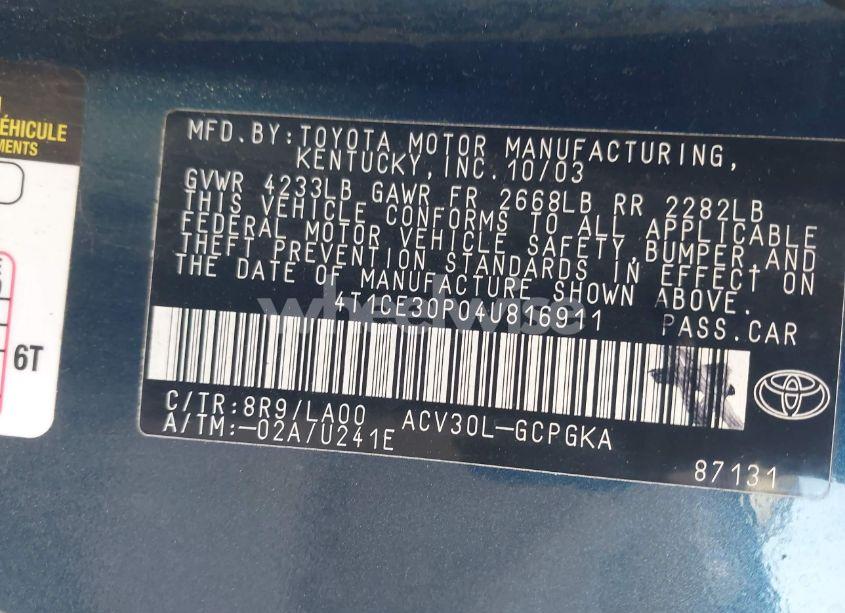 ÉHICULE
MENTS
6T
MFD. BY: TOYOTA MOTOR MANUFACTURING,
KENTUCKY, INC. 10/03
GVWR 4233LB GAWR FR 2668LB RR 2282LB
THIS VEHICLE CONFORMS TO ALL APPLICABLE
FEDERAL MOTOR VEHICLE SAFETY, BUMPER, AND
THEFT PREVENTION STANDARDS IN EFFECT ON
THE DATE OF MANUFACTURE SHOWN ABOVE.
4T1CE30P04U816911 PASS.CAR
wheelwise
C/TR:8R9/LA00 ACV30L-GCPGKA
A/TM:-02A/U241E
87131